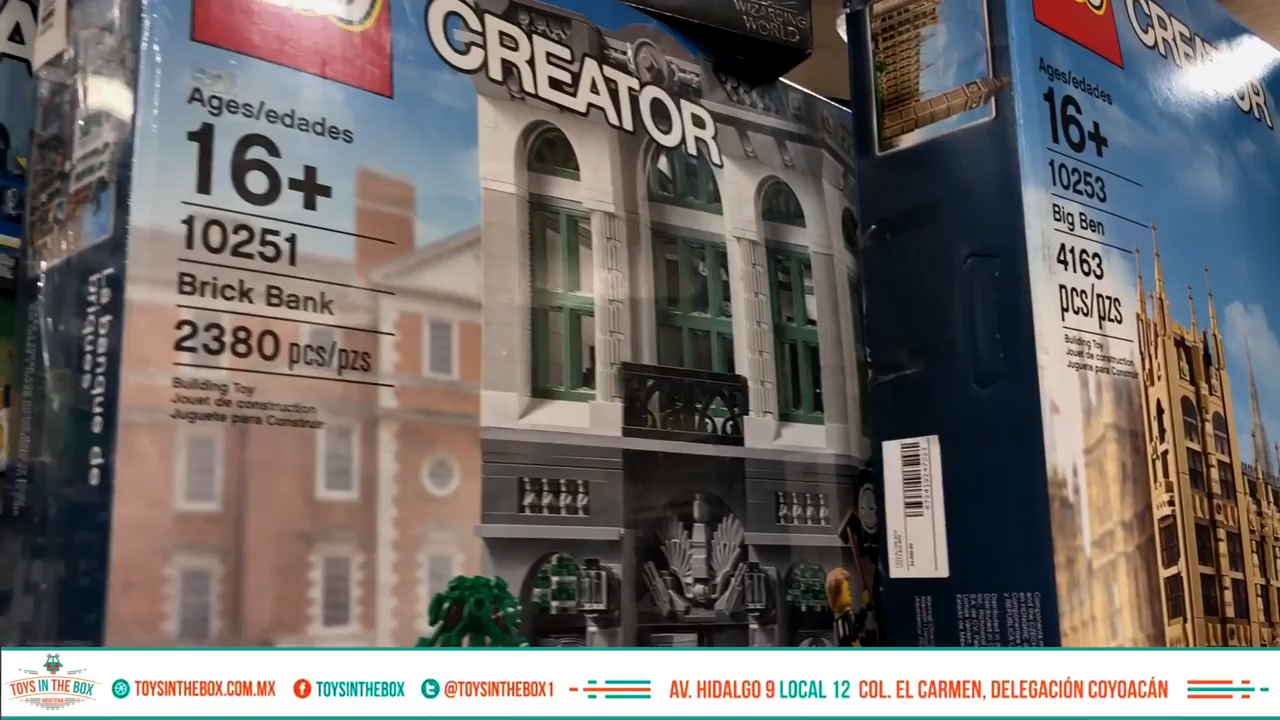 WIZARDING
WORLD
CREATOR
Ages/edades
16+
10251
Brick Bank
2380 pcs/pzs
Building Toy
Jouet de construction
Juguete para Construir
La banque de
briques
CREATOR
Ages/edades
16+
10253
Big Ben
4163
pcs/pzs
Building Toy
Jouet de construction
Juguete para Construir
TOYS IN THE BOX
TOYSINTHEBOX.COM.MX
TOYSINTHEBOX
@TOYSINTHEBOX1
AV. HIDALGO 9 LOCAL 12 COL. EL CARMEN, DELEGACIÓN COYOACÁN